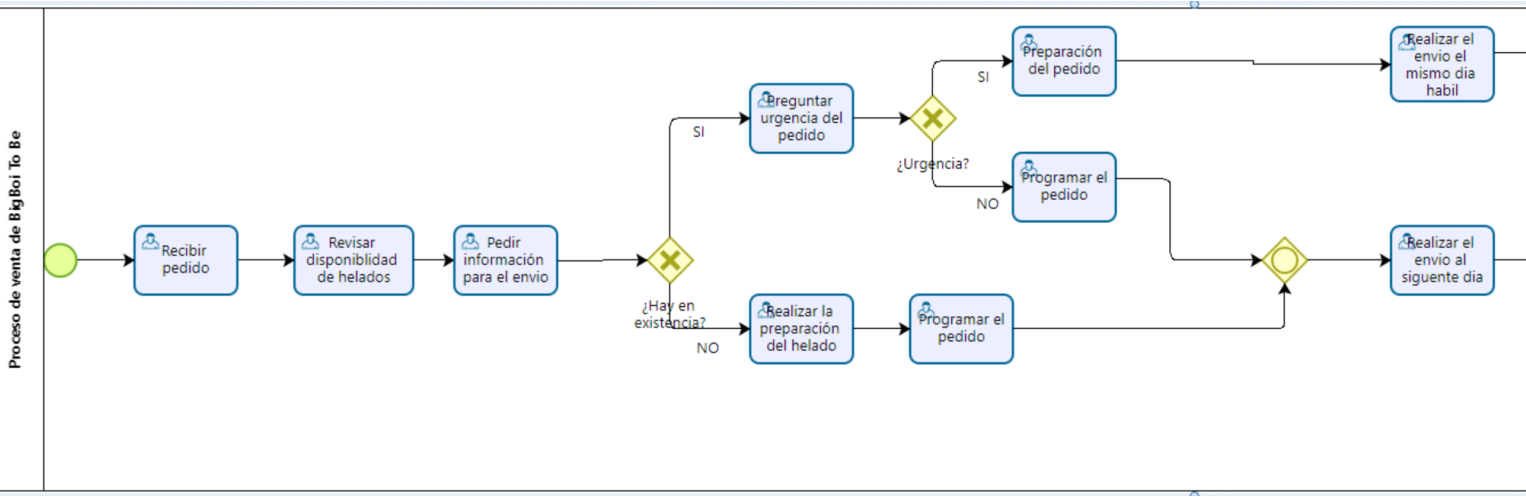 Proceso de venta de BigBoi To Be
Recibir
pedido
Revisar
disponiblidad
de helados
Pedir
información
para el envio
¿Hay en
existencia?
SI
Preguntar
urgencia del
pedido
¿Urgencia?
SI
Preparación
del pedido
Realizar el
envio el
mismo dia
habil
NO
Programar el
pedido
NO
Realizar la
preparación
del helado
Programar el
pedido
Realizar el
envio al
siguente dia